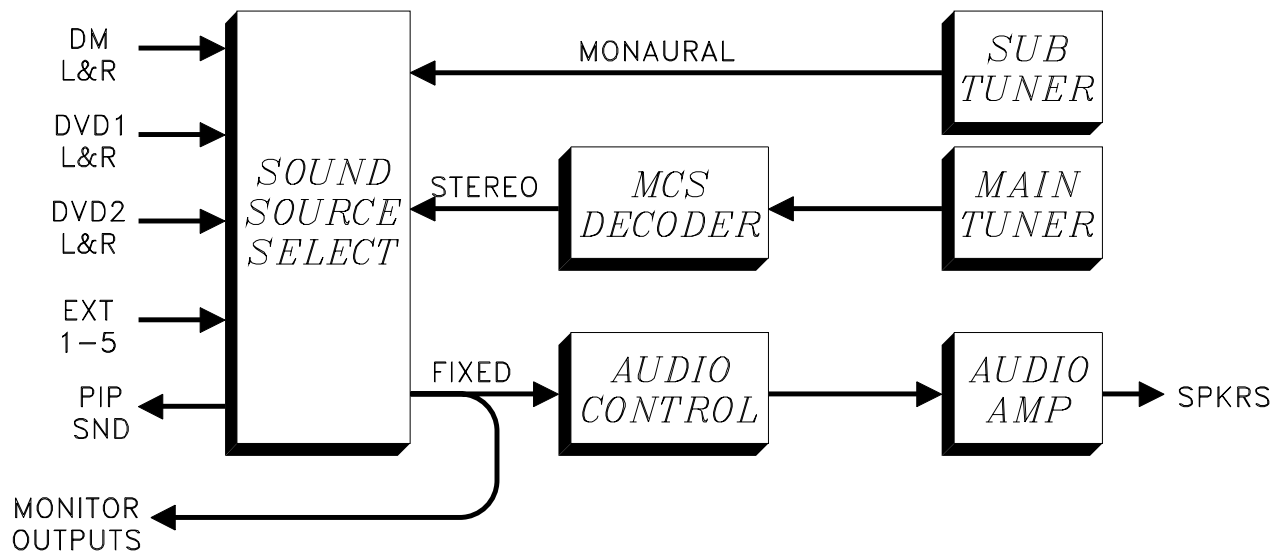 DM
L&R
DVD1
L&R
DVD2
L&R
EXT
1-5
PIP
SND
MONITOR
OUTPUTS
SOUND
SOURCE
SELECT
MONAURAL
SUB
TUNER
STEREO
MCS
DECODER
MAIN
TUNER
FIXED
AUDIO
CONTROL
AUDIO
AMP
SPKRS